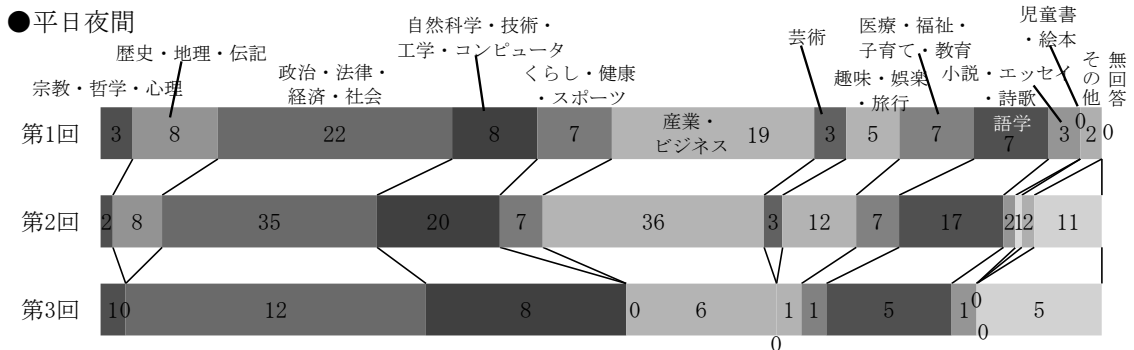 ●平日夜間
宗教・哲学・心理
歴史・地理・伝記
政治・法律・
経済・社会
自然科学・技術・
工学・コンピュータ
くらし・健康
・スポーツ
芸術
医療・福祉・
子育て・教育
趣味・娯楽
・旅行
小説・エッセイ
・詩歌
児童書
・絵本
その他
無回答
第1回 3 8 22 8 7 産業・
ビジネス 19 3 5 7 語学
7 3 0 2 0
第2回 2 8 35 20 7 36 3 12 7 17 2 1 2 11
第3回 1 0 12 8 0 6 0 1 1 5 1 0 0 5